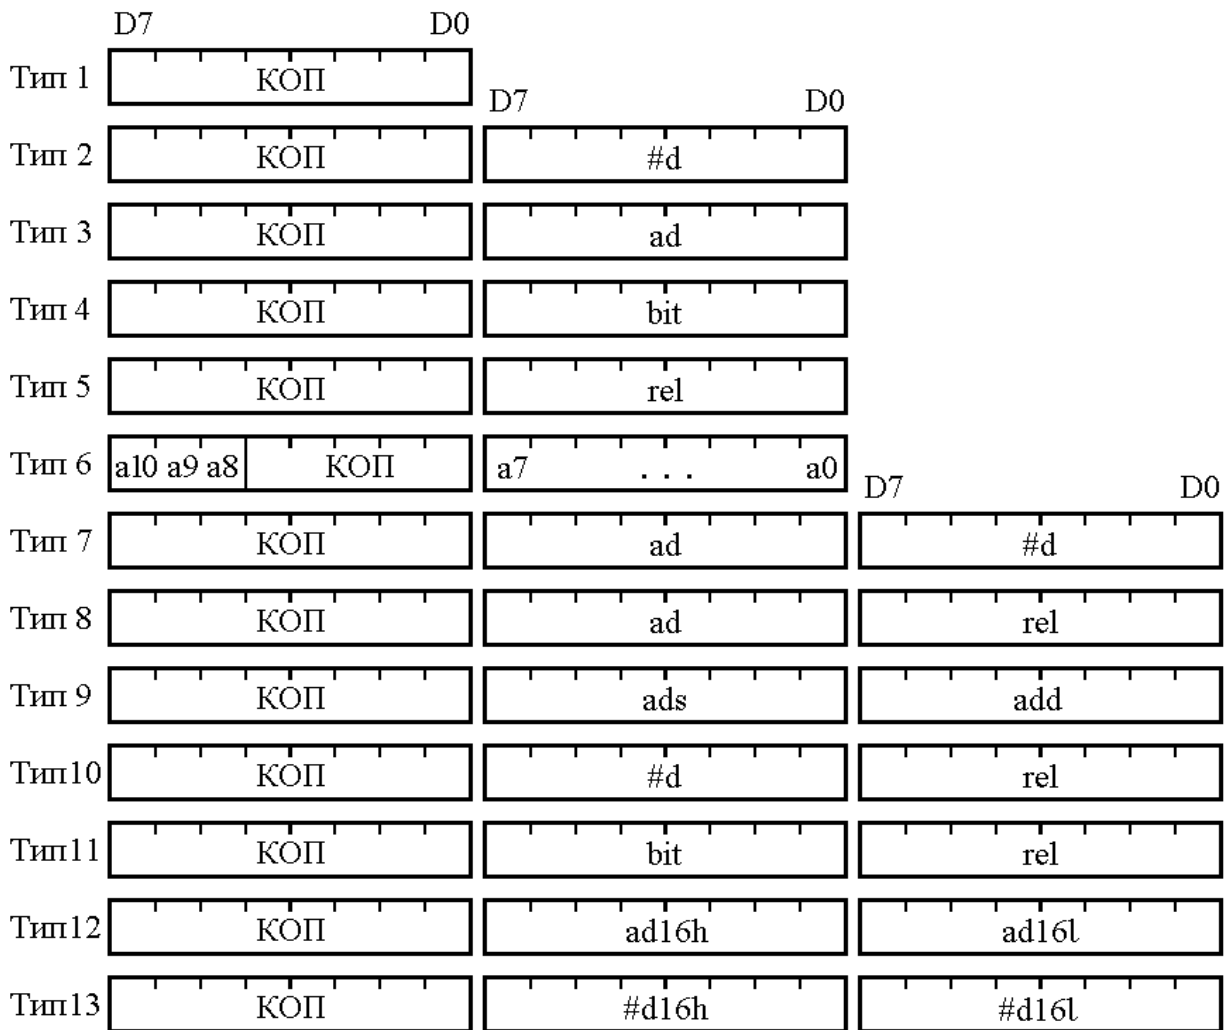 D7 D0
Тип 1 КОП
D7 D0
Тип 2 КОП #d
Тип 3 КОП ad
Тип 4 КОП bit
Тип 5 КОП rel
Тип 6 a10 a9 a8 КОП a7 . . . a0
D7 D0
Тип 7 КОП ad #d
Тип 8 КОП ad rel
Тип 9 КОП ads add
Тип10 КОП #d rel
Тип11 КОП bit rel
Тип12 КОП ad16h ad16l
Тип13 КОП #d16h #d16l